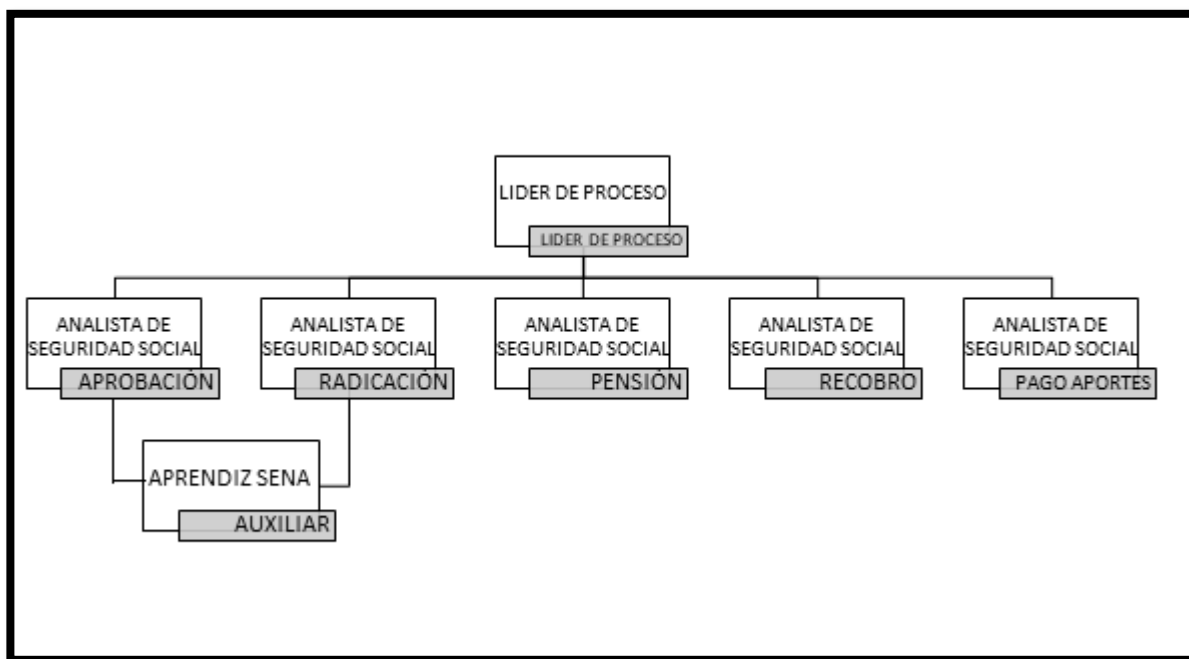 LIDER DE PROCESO
LIDER DE PROCESO
ANALISTA DE
SEGURIDAD SOCIAL
APROBACIÓN
ANALISTA DE
SEGURIDAD SOCIAL
RADICACIÓN
ANALISTA DE
SEGURIDAD SOCIAL
PENSIÓN
ANALISTA DE
SEGURIDAD SOCIAL
RECOBRO
ANALISTA DE
SEGURIDAD SOCIAL
PAGO APORTES
APRENDIZ SENA
AUXILIAR